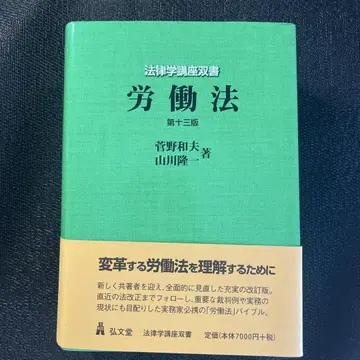 法律学講座双書
労働法
第十三版
菅野和夫
山川隆一 著
変革する労働法を理解するために
新しく共著者を迎え、全面的に見直した充実の改訂版。
直近の法改正までフォローし、重要な裁判例や実務の
現状にも目配りした実務家必携の「労働法」バイブル。
弘文堂 法律学講座双書 定価(本体7000円+税)